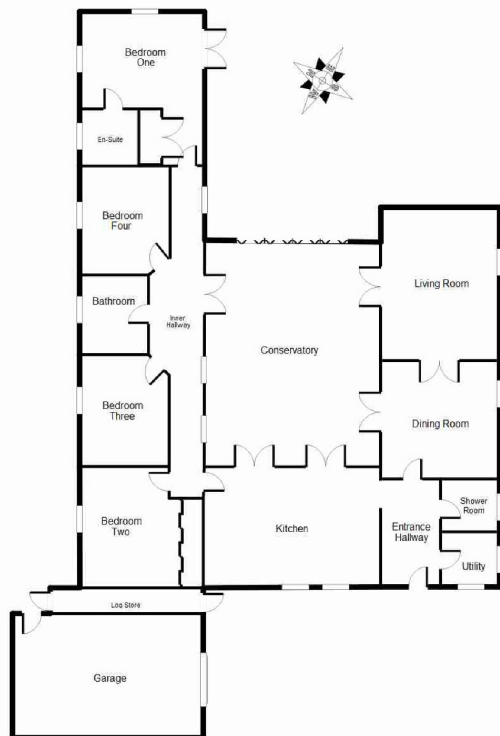 Bedroom
One
En-Suite
Bedroom
Four
Bathroom
Inner
Hallway
Living Room
Conservatory
Bedroom
Three
Dining Room
Bedroom
Two
Kitchen
Entrance
Hallway
Shower
Room
Utility
Log Store
Garage